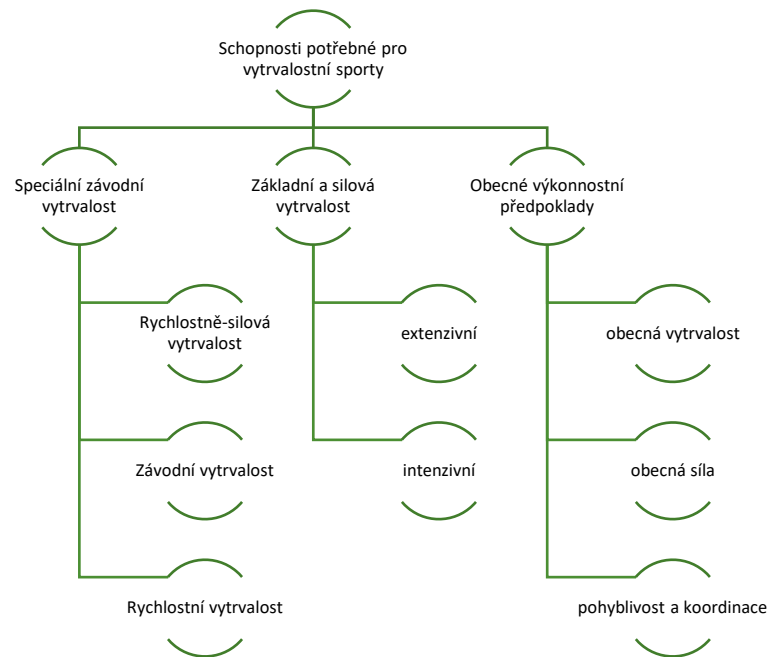 Schopnosti potřebné pro
vytrvalostní sporty
Speciální závodní
vytrvalost
Rychlostně-silová
vytrvalost
Závodní vytrvalost
Rychlostní vytrvalost
Základní a silová
vytrvalost
extenzivní
intenzivní
Obecné výkonnostní
předpoklady
obecná vytrvalost
obecná síla
pohyblivost a koordinace